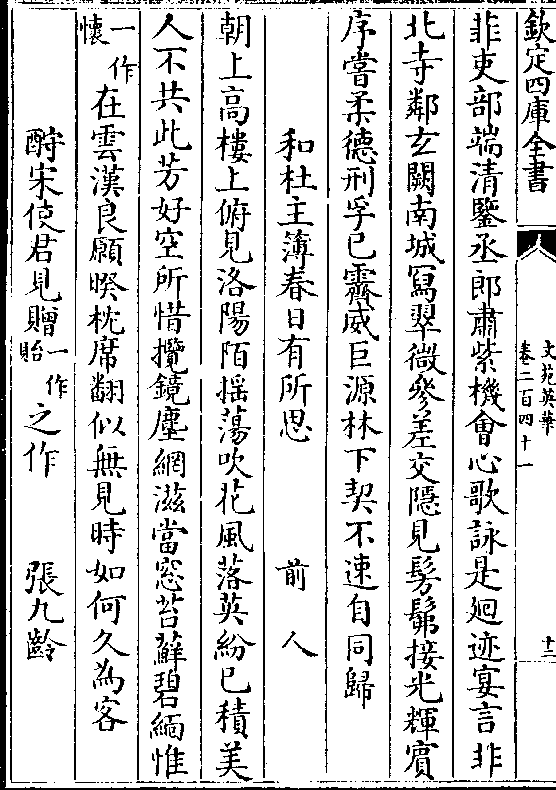 欽定四庫全書
文苑英華
卷二百四十一
十二
非吏部端清鑒丞郎肅紫機會心歌詠是廻迹宴言非
北寺鄰玄闕南城冩翠微參差交隱見髣髴接光輝賔
序嘗柔德刑孚已霽威巨源林下契不速自同歸
和杜主簿春日有所思 前人
朝上高樓上俯見洛陽陌揺蕩吹花風落英紛已積美
人不共此芳好空所惜攬鏡塵網滋當窓苔蘚碧緬惟
一作懷在雲漢良願暌枕席翻似無見時如何久為客
酧宋使君見贈一作貽之作 張九齡